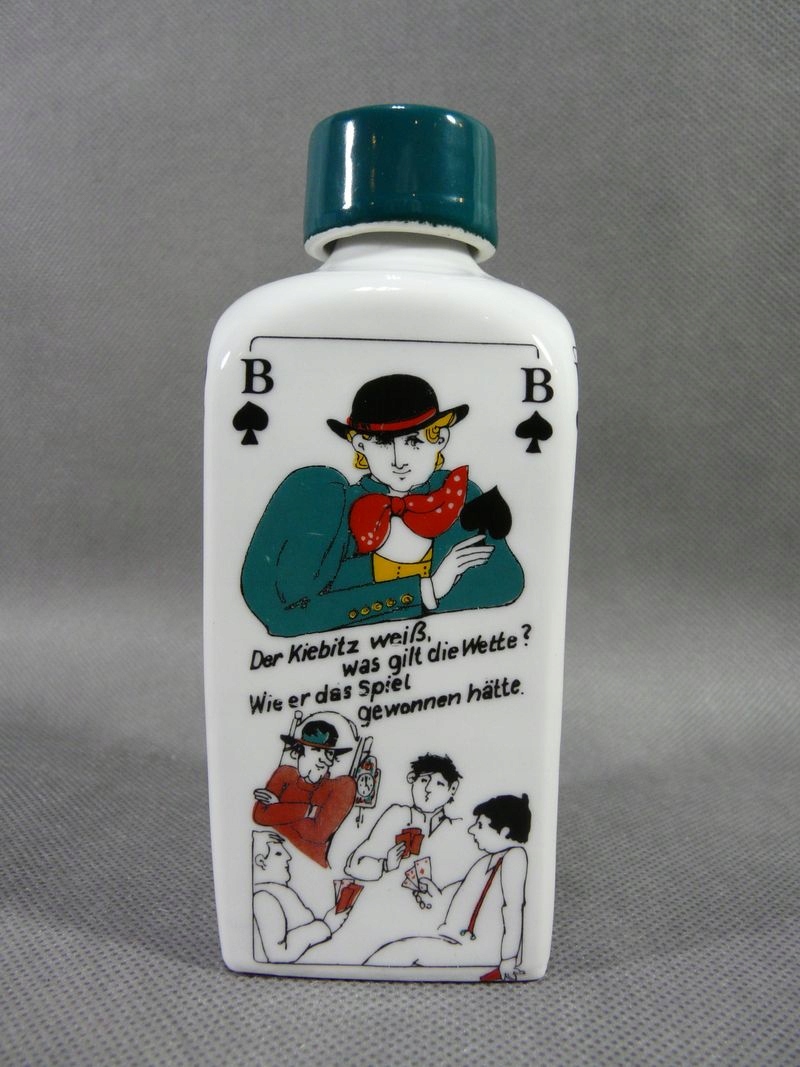 B B
Der Kiebitz weiß,
was gilt die Wette?
Wie er das Spiel
gewonnen hätte.